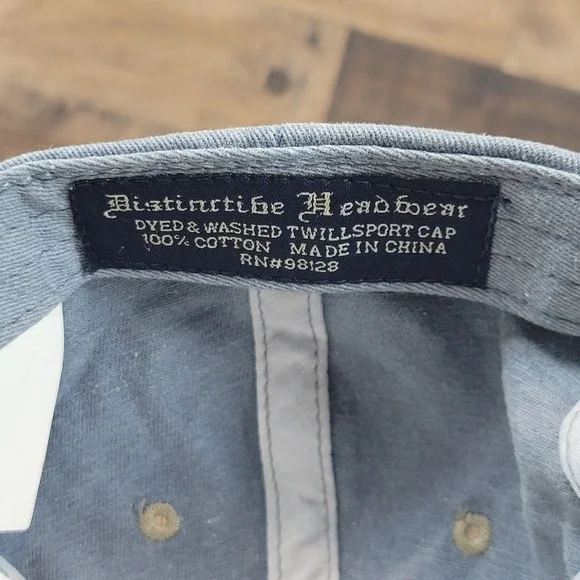 Distinctive Headwear
DYED & WASHED TWILLSPORT CAP
100% COTTON MADE IN CHINA
RN#98128